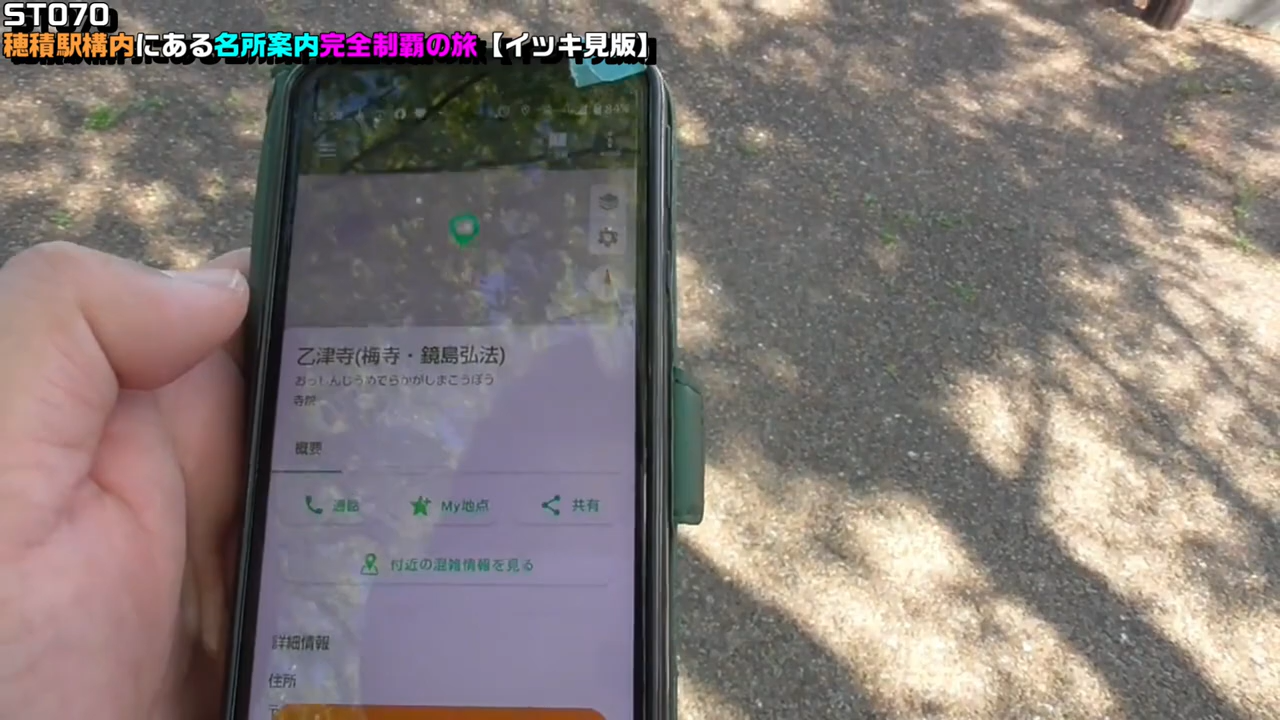 ST070
穂積駅構内にある名所案内完全制覇の旅【イッキ見版】
84%
乙津寺(梅寺・鏡島弘法)
おっしんじうめでらかがしまこうぼう
寺院
概要
通話
My地点
共有
付近の混雑情報を見る
詳細情報
住所